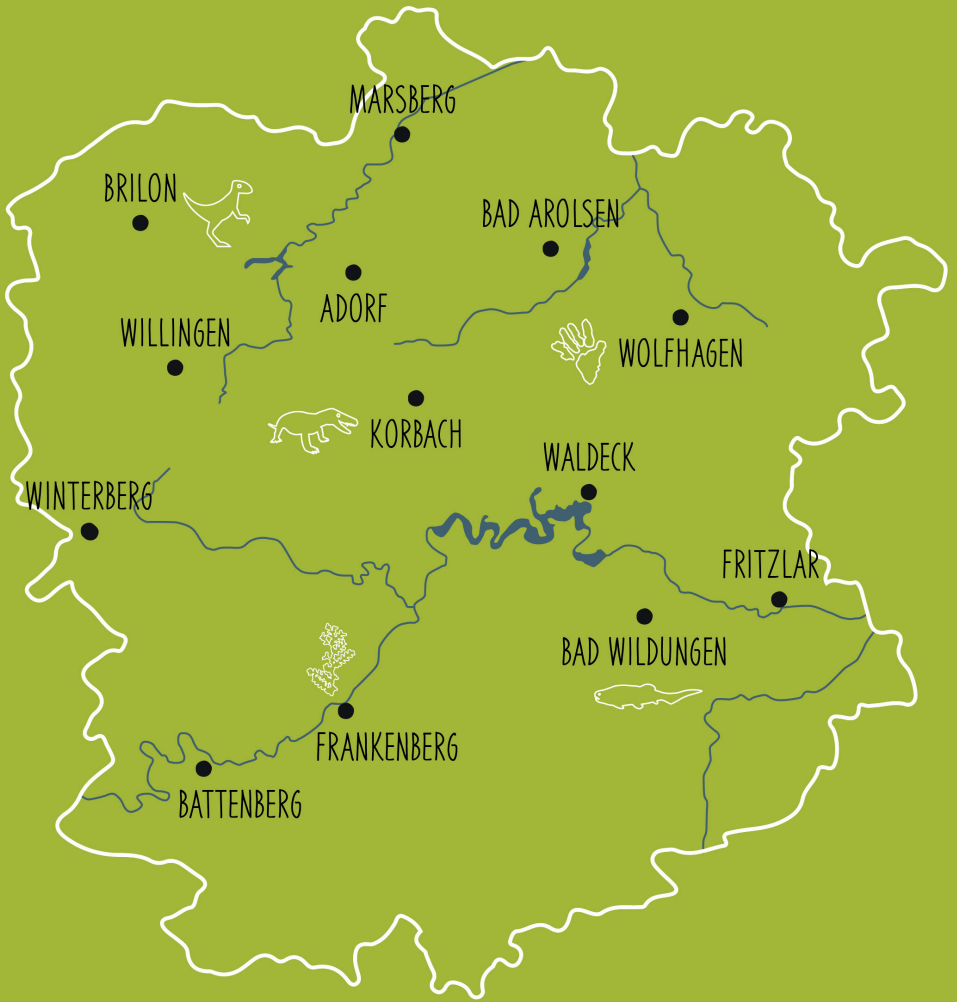 MARSBERG
BRILON
BAD AROLSEN
ADORF
WILLINGEN
WOLFHAGEN
KORBACH
WALDECK
WINTERBERG
FRITZLAR
BAD WILDUNGEN
FRANKENBERG
BATTENBERG